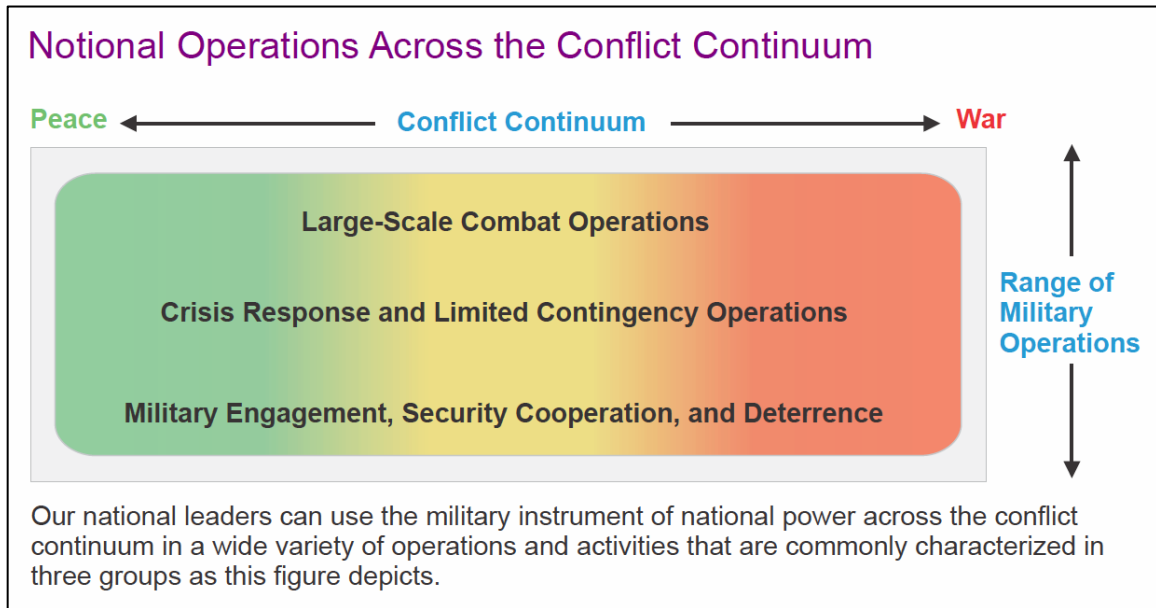 Notional Operations Across the Conflict Continuum
Peace
Conflict Continuum
War
Large-Scale Combat Operations
Crisis Response and Limited Contingency Operations
Military Engagement, Security Cooperation, and Deterrence
Range of
Military
Operations
Our national leaders can use the military instrument of national power across the conflict
continuum in a wide variety of operations and activities that are commonly characterized in
three groups as this figure depicts.